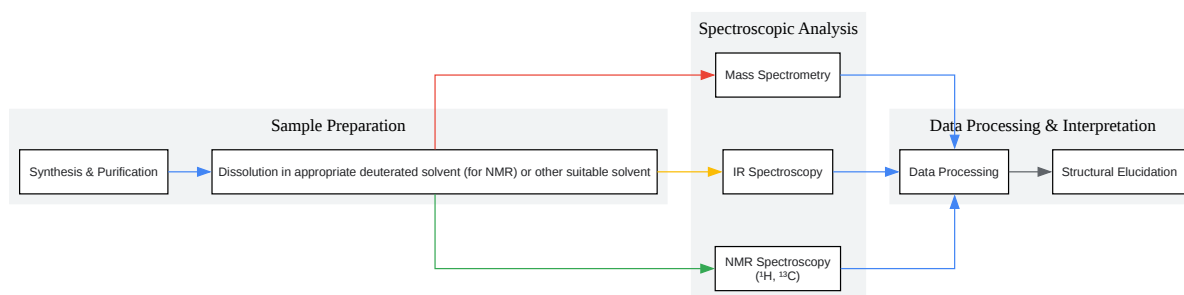 Spectroscopic Analysis
Mass Spectrometry
Sample Preparation
Data Processing & Interpretation
Synthesis & Purification
Dissolution in appropriate deuterated solvent (for NMR) or other suitable solvent
IR Spectroscopy
Data Processing
Structural Elucidation
NMR Spectroscopy
(¹H, ¹³C)